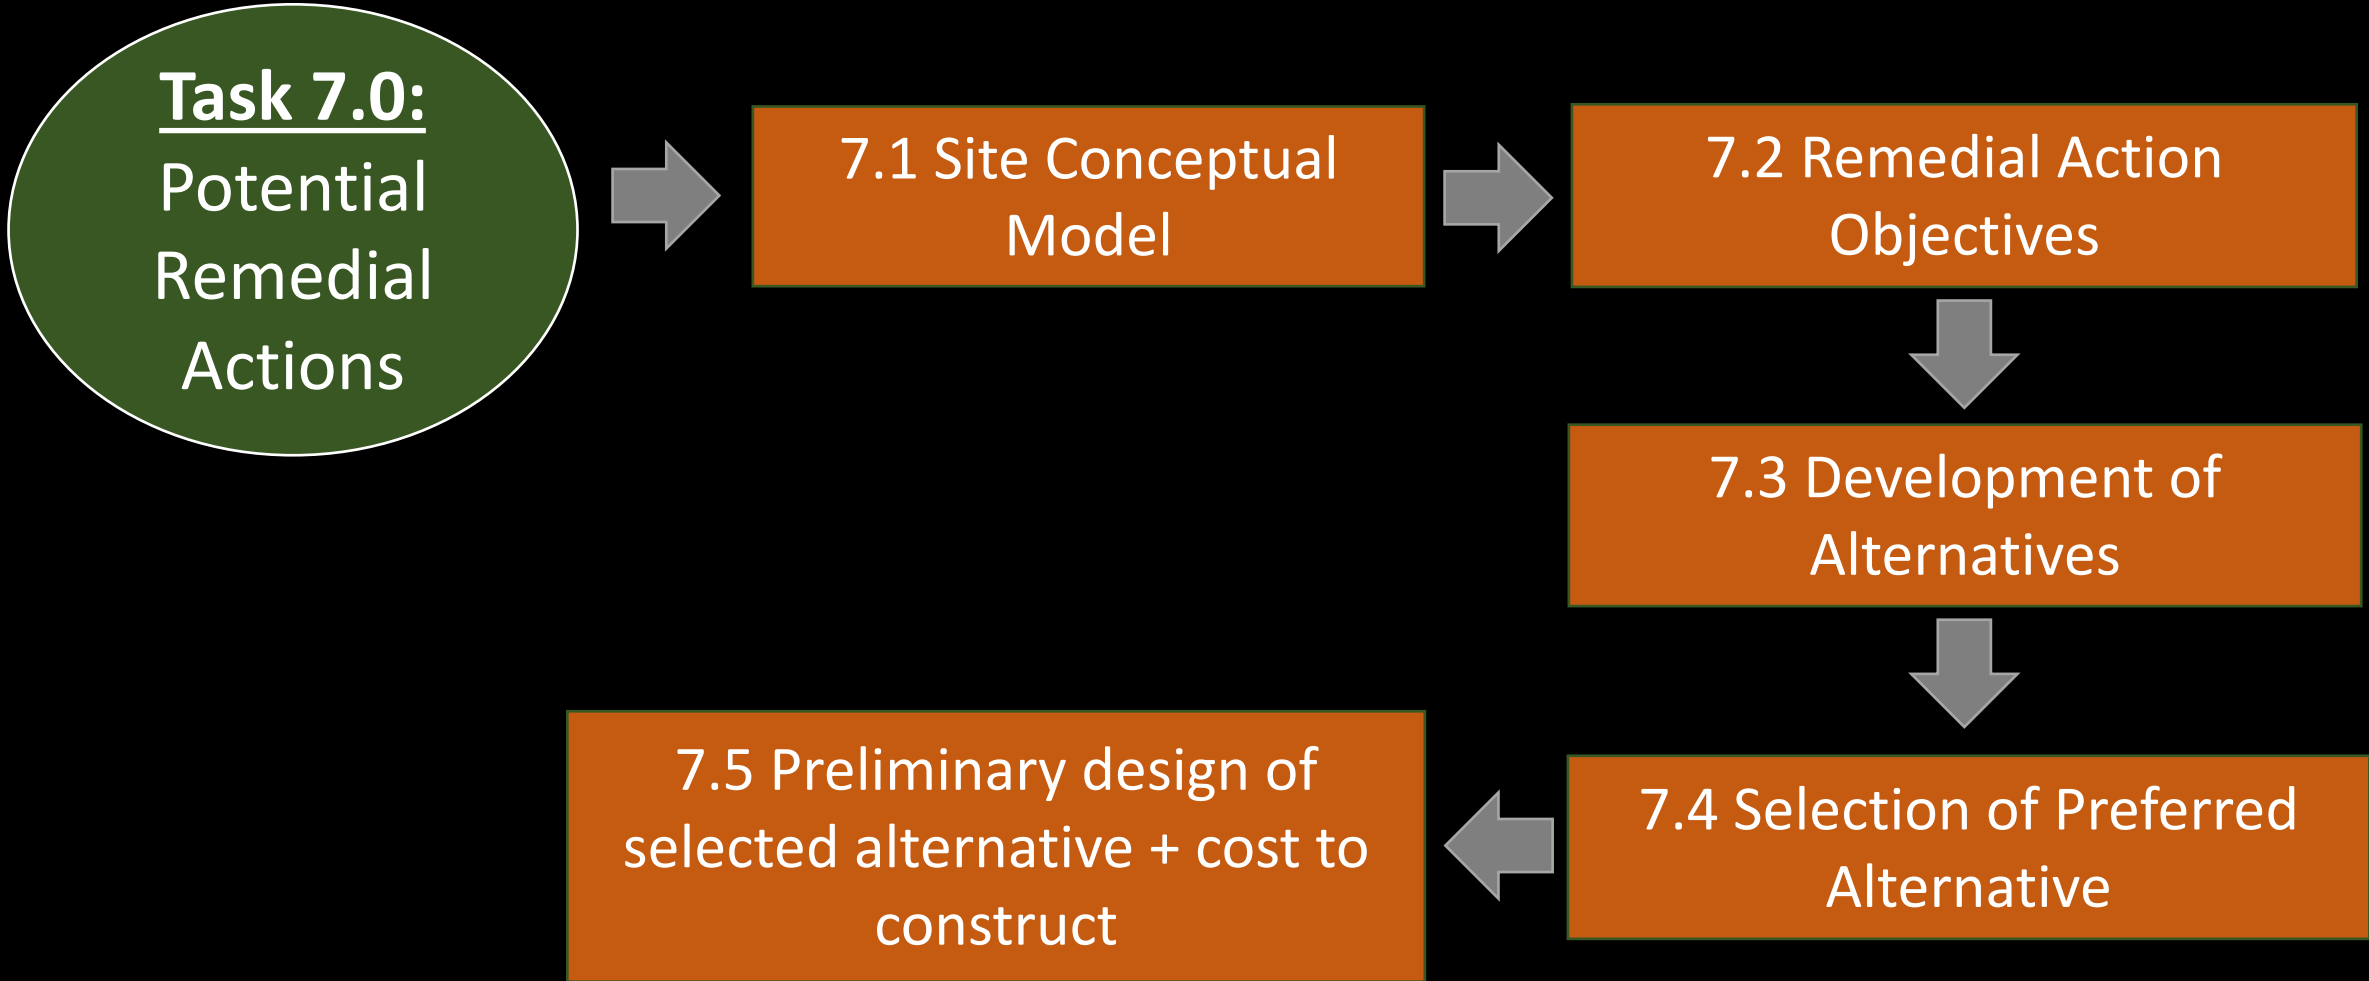 Task 7.0:
Potential
Remedial
Actions
7.1 Site Conceptual
Model
7.2 Remedial Action
Objectives
7.3 Development of
Alternatives
7.4 Selection of Preferred
Alternative
7.5 Preliminary design of
selected alternative + cost to
construct